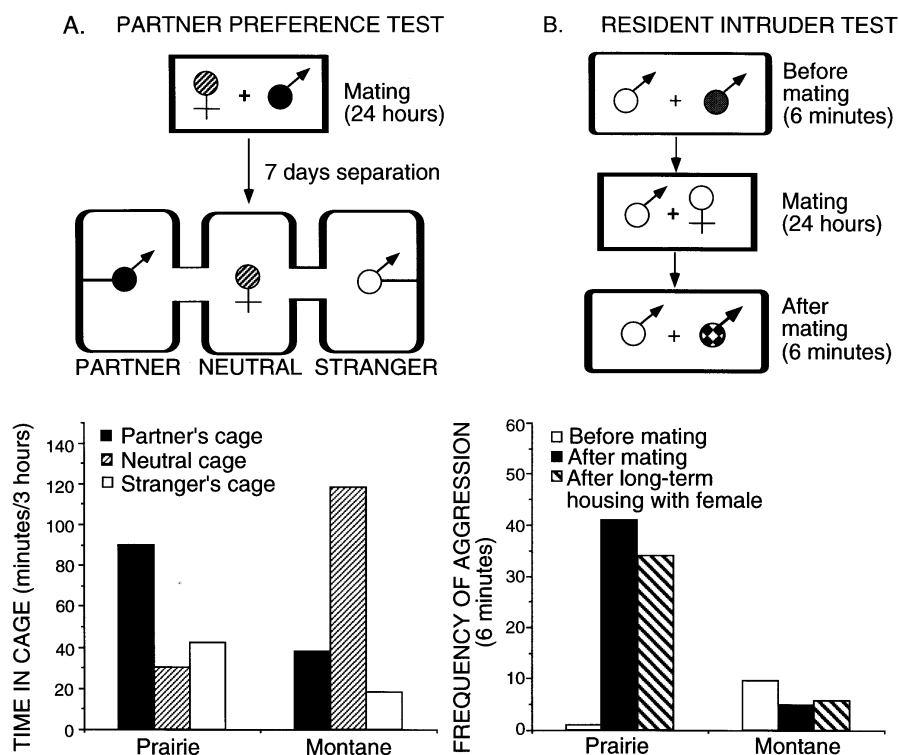 A. PARTNER PREFERENCE TEST
+
Mating
(24 hours)
7 days separation
PARTNER NEUTRAL STRANGER
TIME IN CAGE (minutes/3 hours)
140
120
100
80
60
40
20
0
Partner's cage
Neutral cage
Stranger's cage
Prairie Montane
B. RESIDENT INTRUDER TEST
+
Before
mating
(6 minutes)
+
Mating
(24 hours)
+
After
mating
(6 minutes)
FREQUENCY OF AGGRESSION
(6 minutes)
60
50
40
30
20
10
0
Before mating
After mating
After long-term
housing with female
Prairie Montane